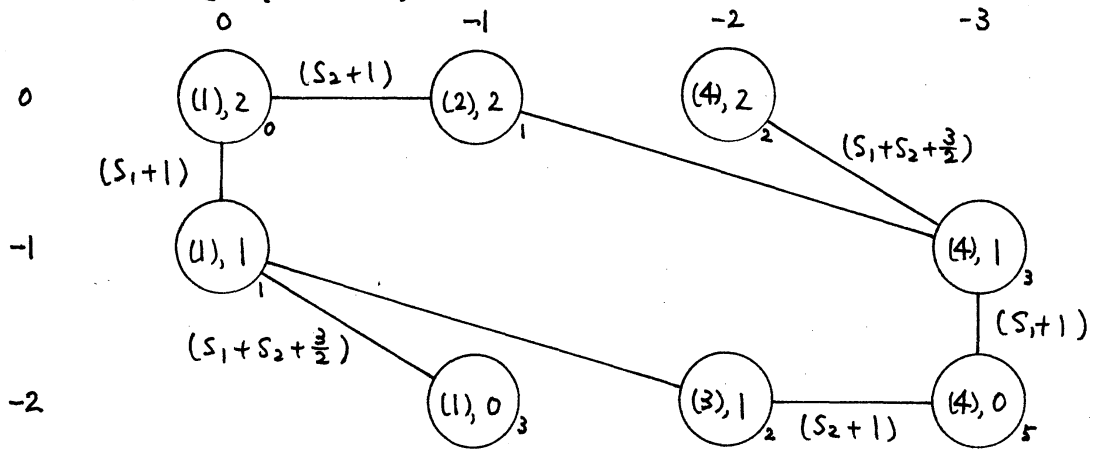 0 -1 -2 -3
0 (1), 2 0 (S₂+1) (2), 2 1 (4), 2 2
(S₁+1) (S₁+S₂+3/2)
-1 (1), 1 1 (4), 1 3
(S₁+S₂+3/2) (S₁+1)
-2 (1), 0 3 (3), 1 2 (S₂+1) (4), 0 5